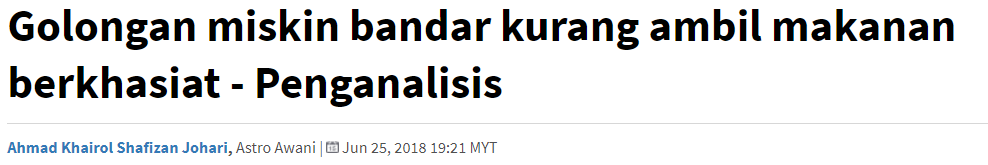 Golongan miskin bandar kurang ambil makanan
berkhasiat - Penganalisis
Ahmad Khairol Shafizan Johari, Astro Awani | Jun 25, 2018 19:21 MYT